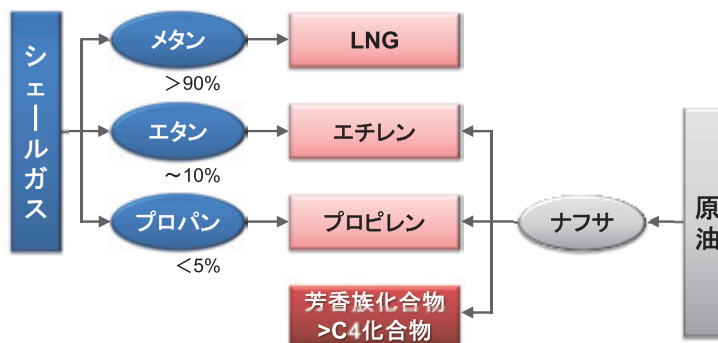 シェールガス
メタン
LNG
>90%
エタン
エチレン
~10%
プロパン
プロピレン
<5%
芳香族化合物
>C4化合物
ナフサ
原油